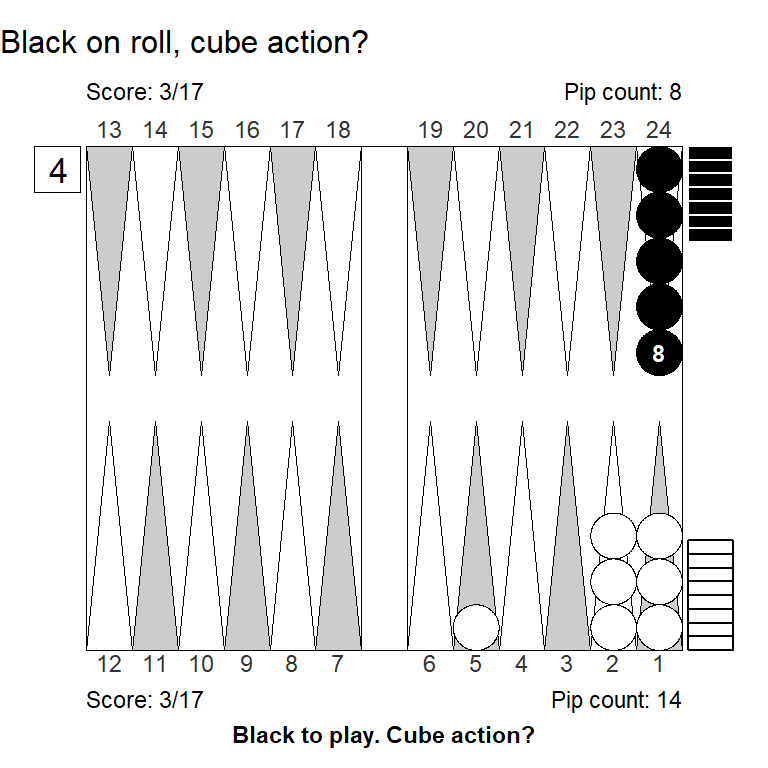 Black on roll, cube action?
Score: 3/17 Pip count: 8
13 14 15 16 17 18 19 20 21 22 23 24
4
8
12 11 10 9 8 7 6 5 4 3 2 1
Score: 3/17 Pip count: 14
Black to play. Cube action?